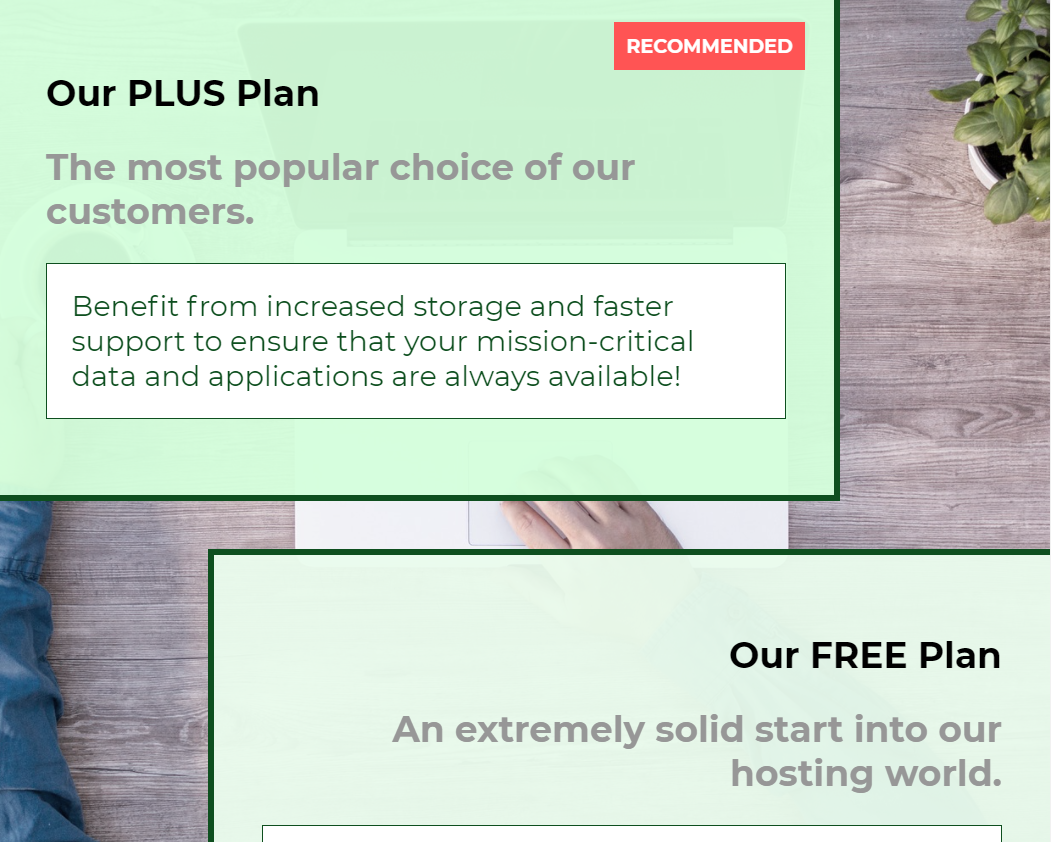 RECOMMENDED
Our PLUS Plan
The most popular choice of our
customers.
Benefit from increased storage and faster
support to ensure that your mission-critical
data and applications are always available!
Our FREE Plan
An extremely solid start into our
hosting world.